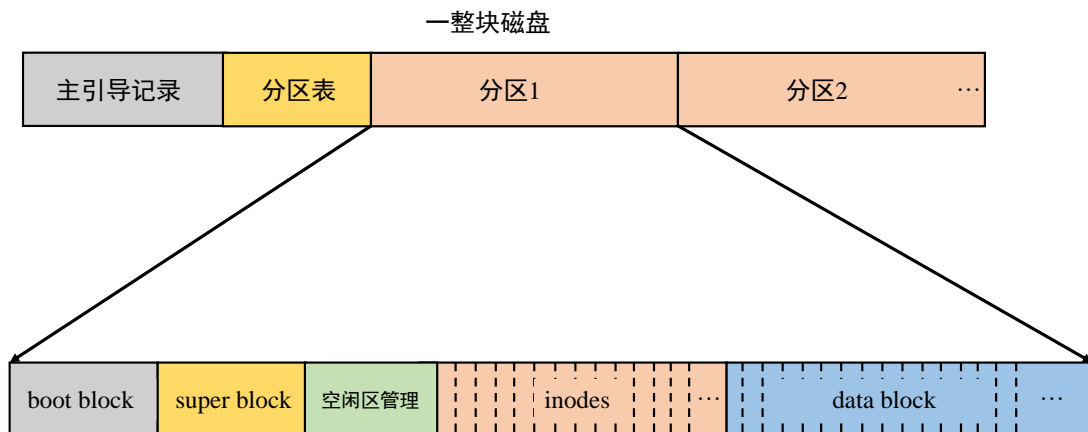 一整块磁盘
主引导记录 分区表 分区1 分区2 …
boot block super block 空闲区管理 inodes … data block …